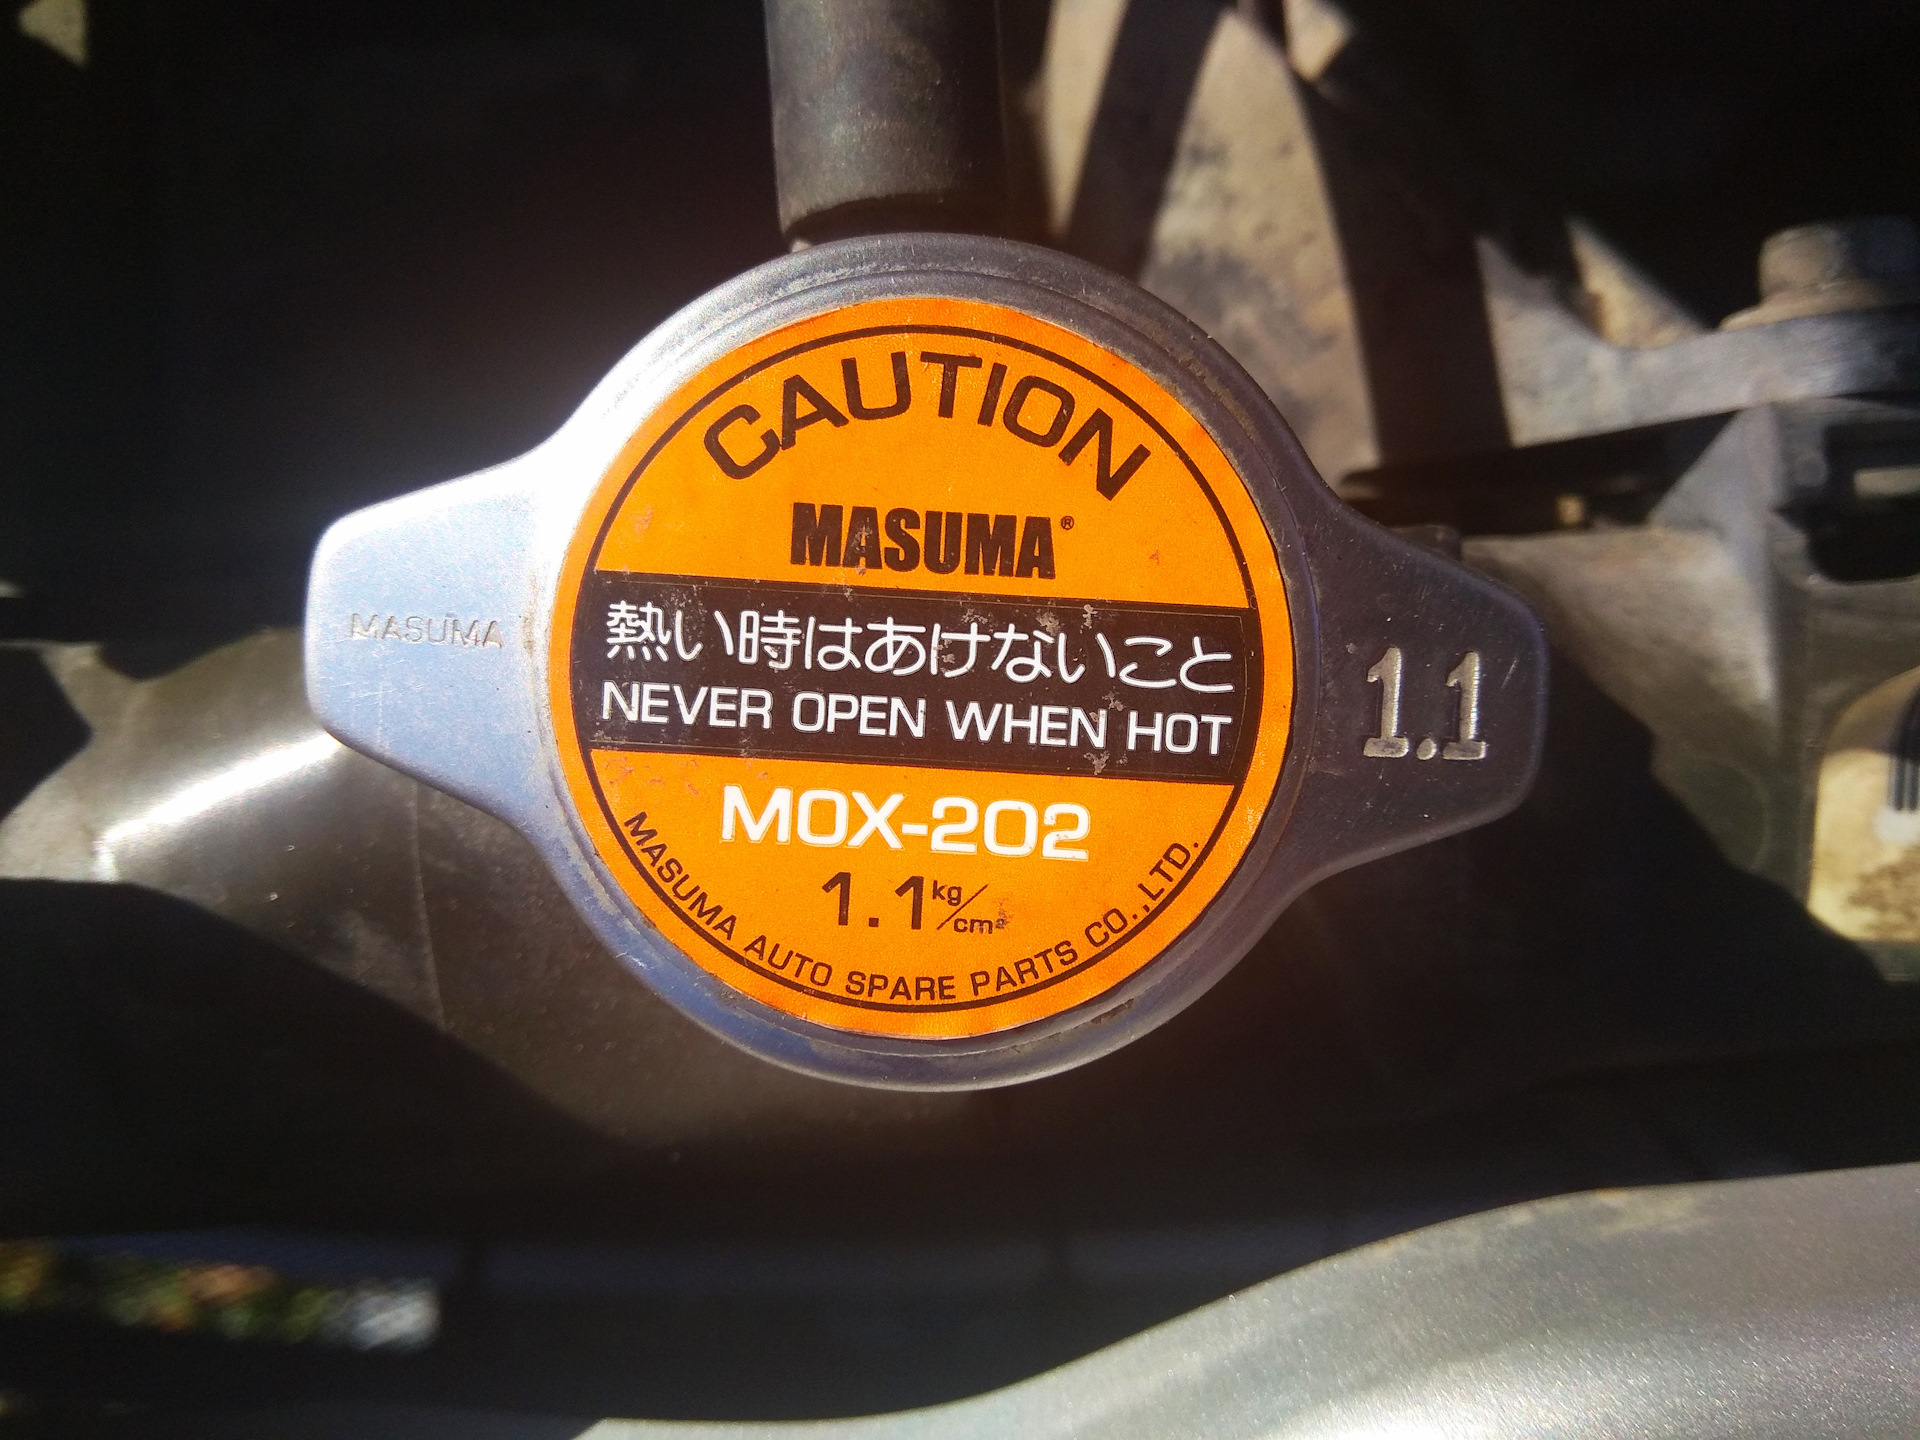 CAUTION
MASUMA®
熱い時はあけないこと
NEVER OPEN WHEN HOT
MOX-202
1.1 kg/cm²
MASUMA AUTO SPARE PARTS CO.,LTD.
MASUMA
1.1